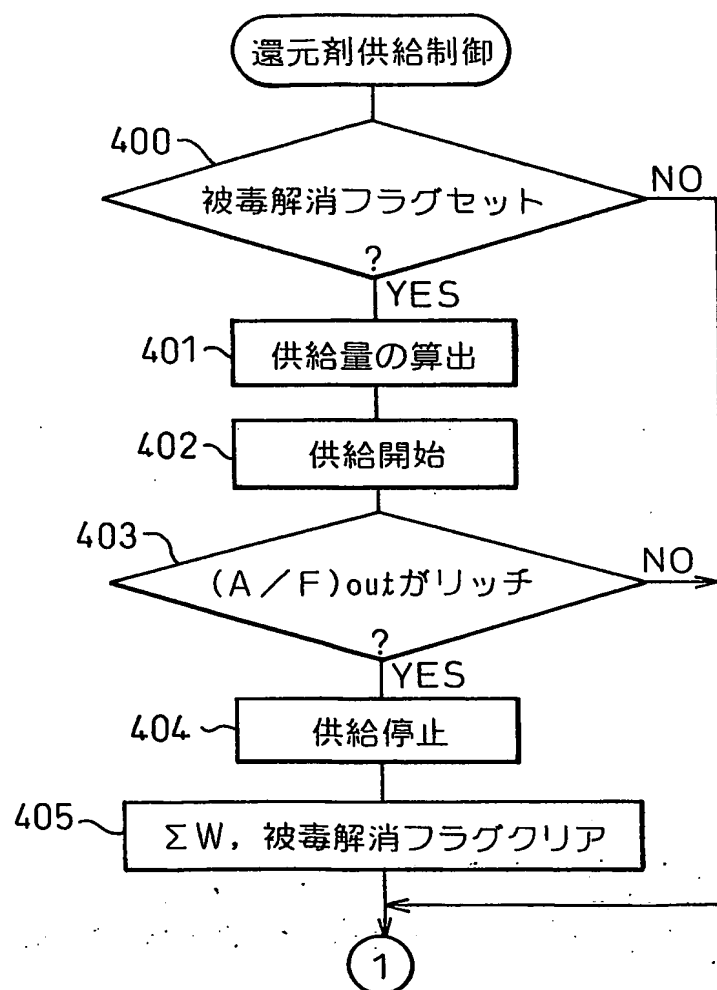 還元剤供給制御
400
被毒解消フラグセット
?
NO
YES
401
供給量の算出
402
供給開始
403
(A／F)outがリッチ
?
NO
YES
404
供給停止
405
ΣW, 被毒解消フラグクリア
1